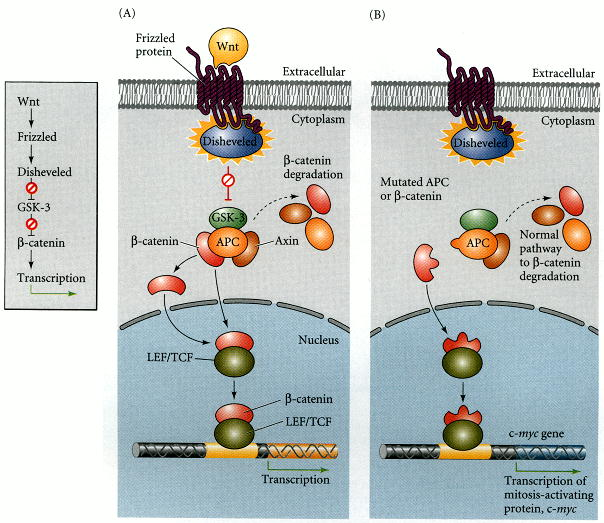 Wnt
Frizzled
Disheveled
GSK-3
β-catenin
Transcription
(A)
Frizzled
protein
Wnt
Extracellular
Cytoplasm
Disheveled
β-catenin
degradation
GSK-3
β-catenin
APC
Axin
Nucleus
LEF/TCF
β-catenin
LEF/TCF
Transcription
(B)
Extracellular
Cytoplasm
Disheveled
Mutated APC
or β-catenin
APC
Normal
pathway
to β-catenin
degradation
c-myc gene
Transcription of
mitosis-activating
protein, c-myc